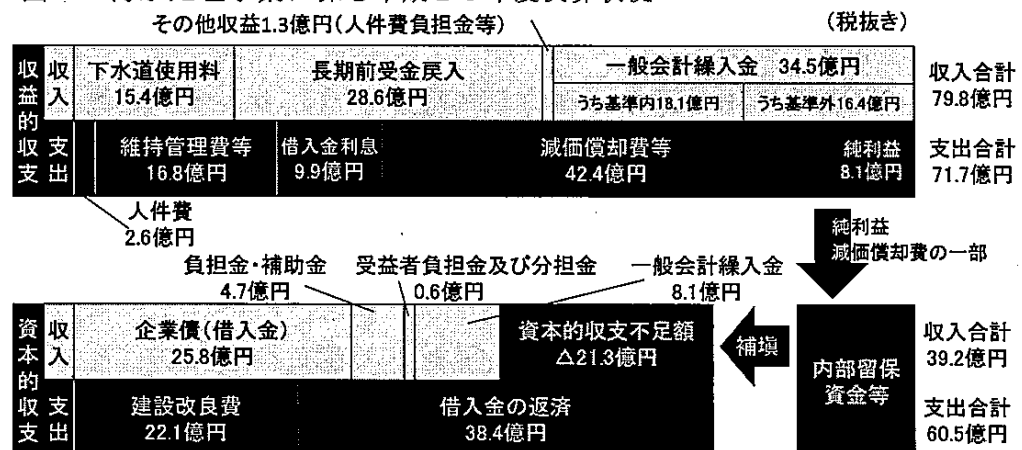 その他収益1.3億円(人件費負担金等)
(税抜き)
収益的収支
収入
下水道使用料
15.4億円
長期前受金戻入
28.6億円
一般会計繰入金 34.5億円
うち基準内18.1億円
うち基準外16.4億円
収入合計
79.8億円
支出
維持管理費等
16.8億円
借入金利息
9.9億円
減価償却費等
42.4億円
純利益
8.1億円
支出合計
71.7億円
人件費
2.6億円
純利益
減価償却費の一部
負担金・補助金
4.7億円
受益者負担金及び分担金
0.6億円
一般会計繰入金
8.1億円
資本的収支
収入
企業債(借入金)
25.8億円
資本的収支不足額
△21.3億円
補塡
内部留保
資金等
収入合計
39.2億円
支出
建設改良費
22.1億円
借入金の返済
38.4億円
支出合計
60.5億円